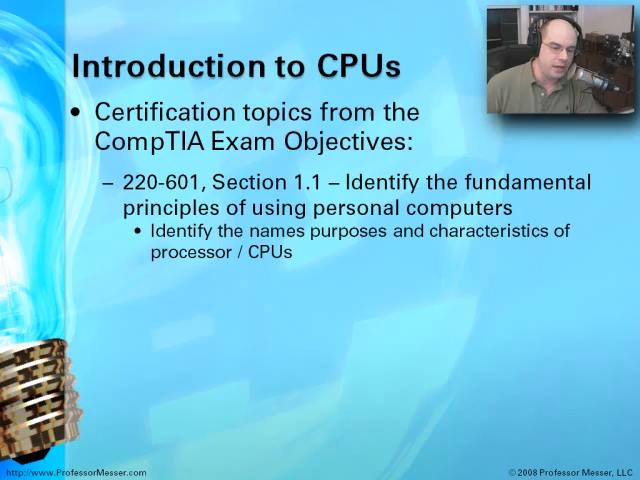 Introduction to CPUs
• Certification topics from the
CompTIA Exam Objectives:
– 220-601, Section 1.1 – Identify the fundamental
principles of using personal computers
• Identify the names purposes and characteristics of
processor / CPUs
http://www.ProfessorMesser.com
© 2008 Professor Messer, LLC